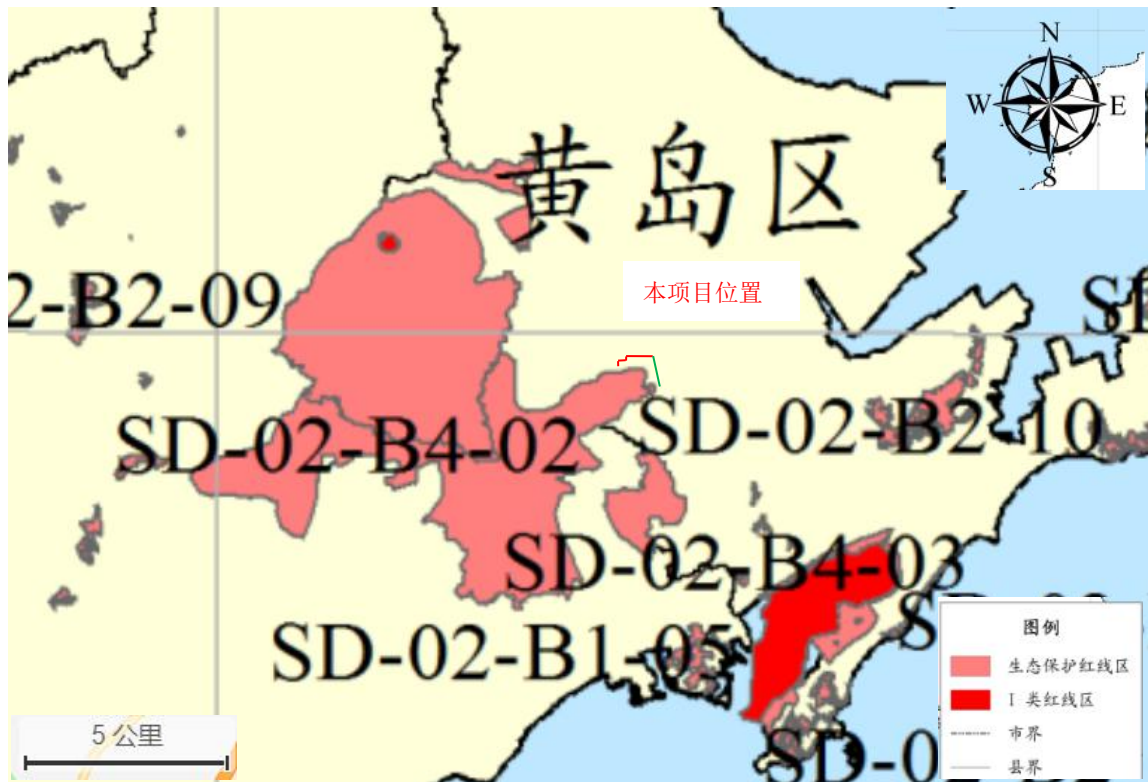 N
W
E
S
黄岛区
2-B2-09
本项目位置
SD-02-B4-02
SD-02-B2-10
SD-02-B4-03
SD-02-B1-05
SD-0
图例
生态保护红线区
I 类红线区
市界
县界
5 公里